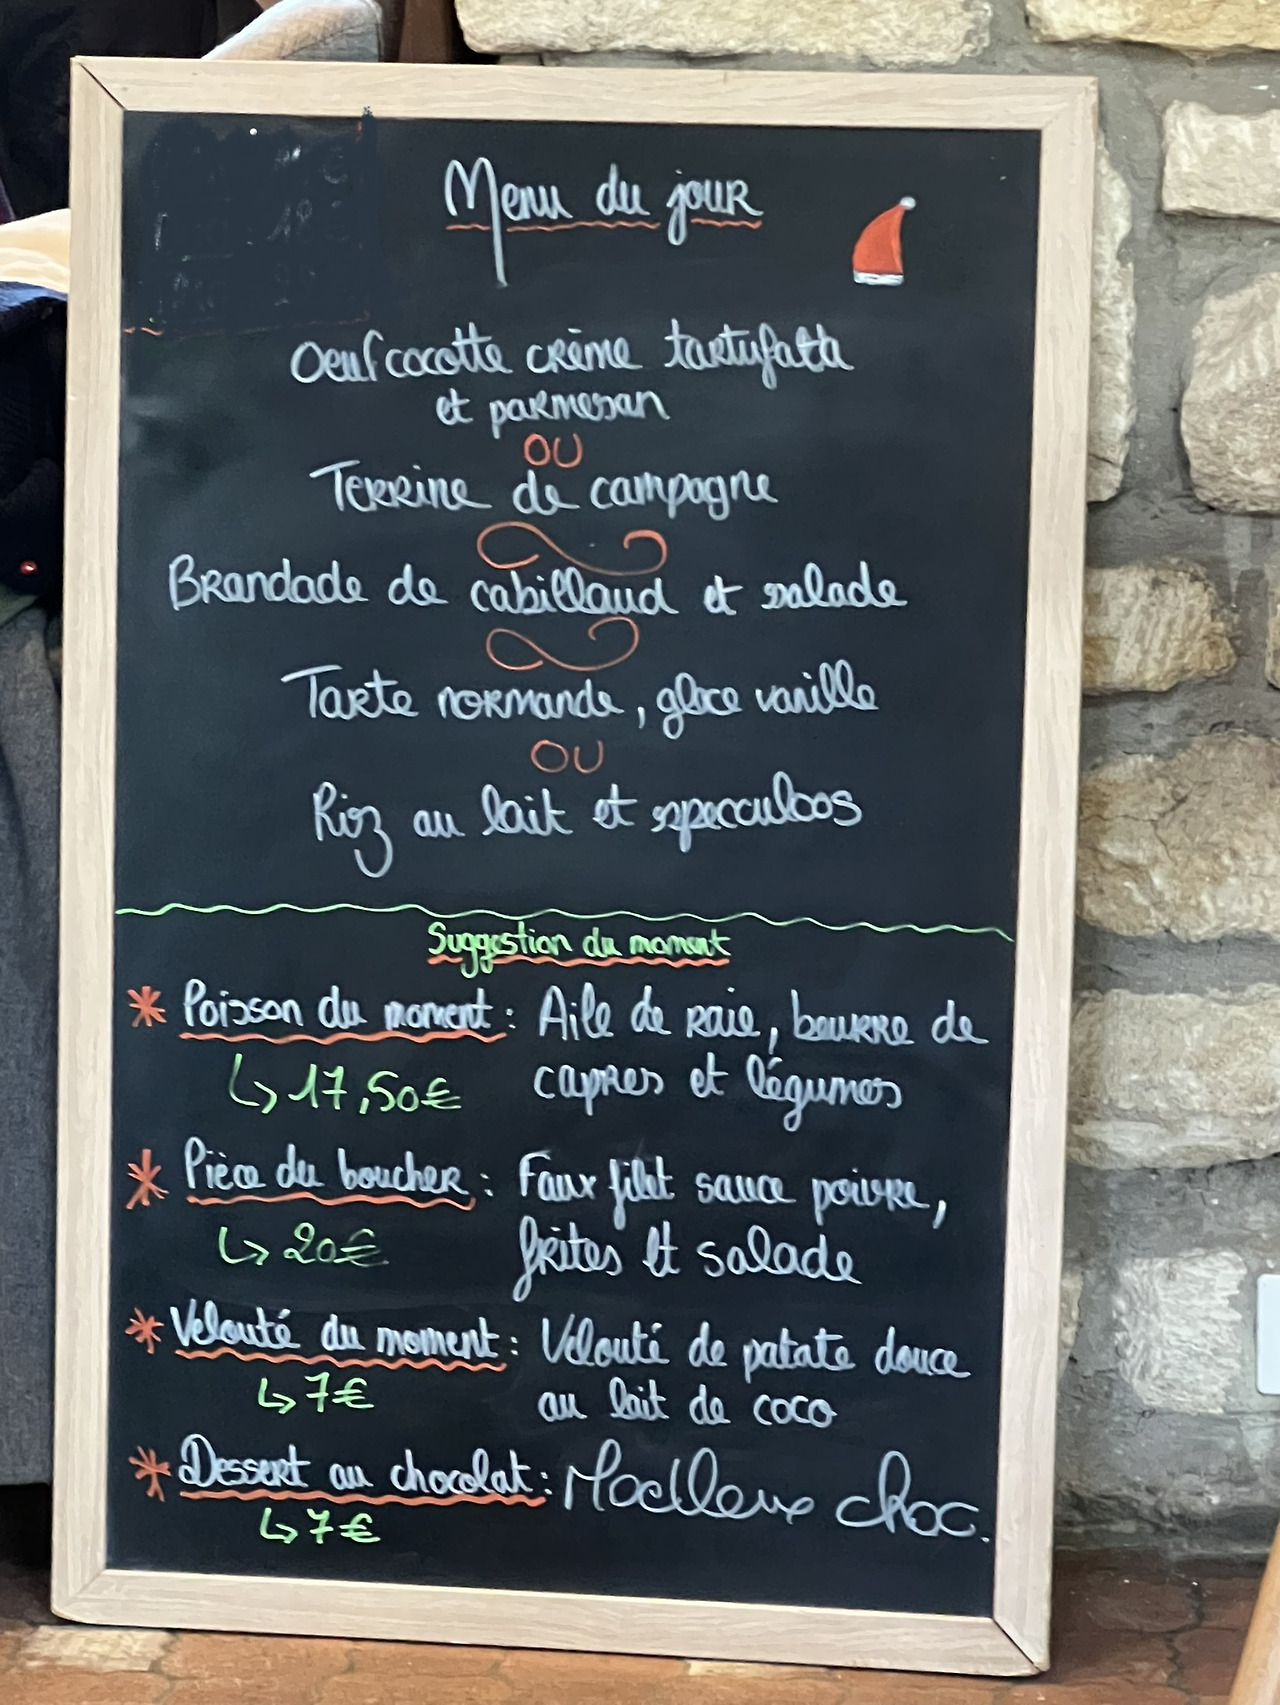 Menu du jour
Oeuf cocotte crème tartufata
et parmesan
OU
Terrine de campagne
Brandade de cabillaud et salade
Tarte normande, glace vanille
OU
Riz au lait et speculoos
Suggestion du moment
* Poisson du moment : Aile de raie, beurre de
↳ 17,50€ capres et légumes
* Pièce du boucher : Faux filet sauce poivre,
↳ 20€ frites et salade
* Velouté du moment : Velouté de patate douce
↳ 7€ au lait de coco
* Dessert au chocolat : Moelleux choc.
↳ 7€